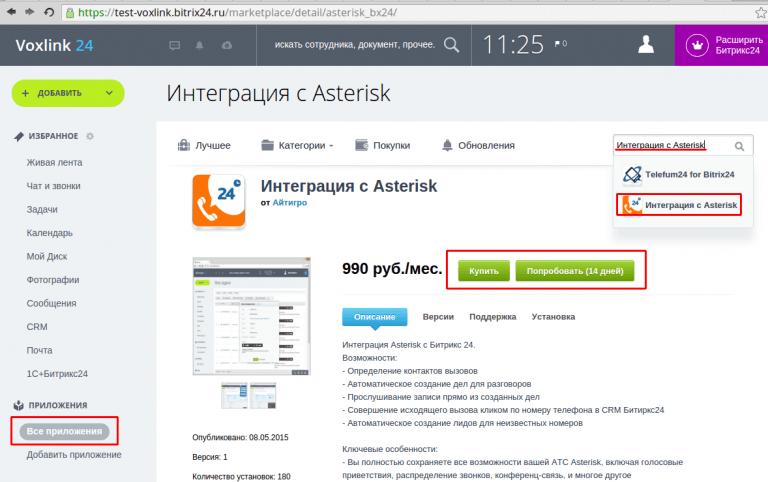 https://test-voxlink.bitrix24.ru/marketplace/detail/asterisk_bx24/
Voxlink 24
искать сотрудника, документ, прочее.
11:25
0
Расширить
Битрикс24
+ ДОБАВИТЬ
Интеграция с Asterisk
ИЗБРАННОЕ
Живая лента
Чат и звонки
Задачи
Календарь
Мой Диск
Фотографии
Сообщения
CRM
Почта
1С+Битрикс24
ПРИЛОЖЕНИЯ
Все приложения
Добавить приложение
Лучшее
Категории
Покупки
Обновления
Интеграция с Asterisk
Telefum24 for Bitrix24
Интеграция с Asterisk
24
Интеграция с Asterisk
от Айтигро
990 руб./мес.
Купить
Попробовать (14 дней)
Описание
Версии
Поддержка
Установка
Интеграция Asterisk с Битрикс 24.
Возможности:
- Определение контактов вызовов
- Автоматическое создание дел для разговоров
- Прослушивание записи прямо из созданных дел
- Совершение исходящего вызова кликом по номеру телефона в CRM Битиркс24
- Автоматическое создание лидов для неизвестных номеров
Ключевые особенности:
- Вы полностью сохраняете все возможности вашей АТС Asterisk, включая голосовые
приветствия, распределение звонков, конференц-связь, и многое другое
Опубликовано: 08.05.2015
Версия: 1
Количество установок: 180